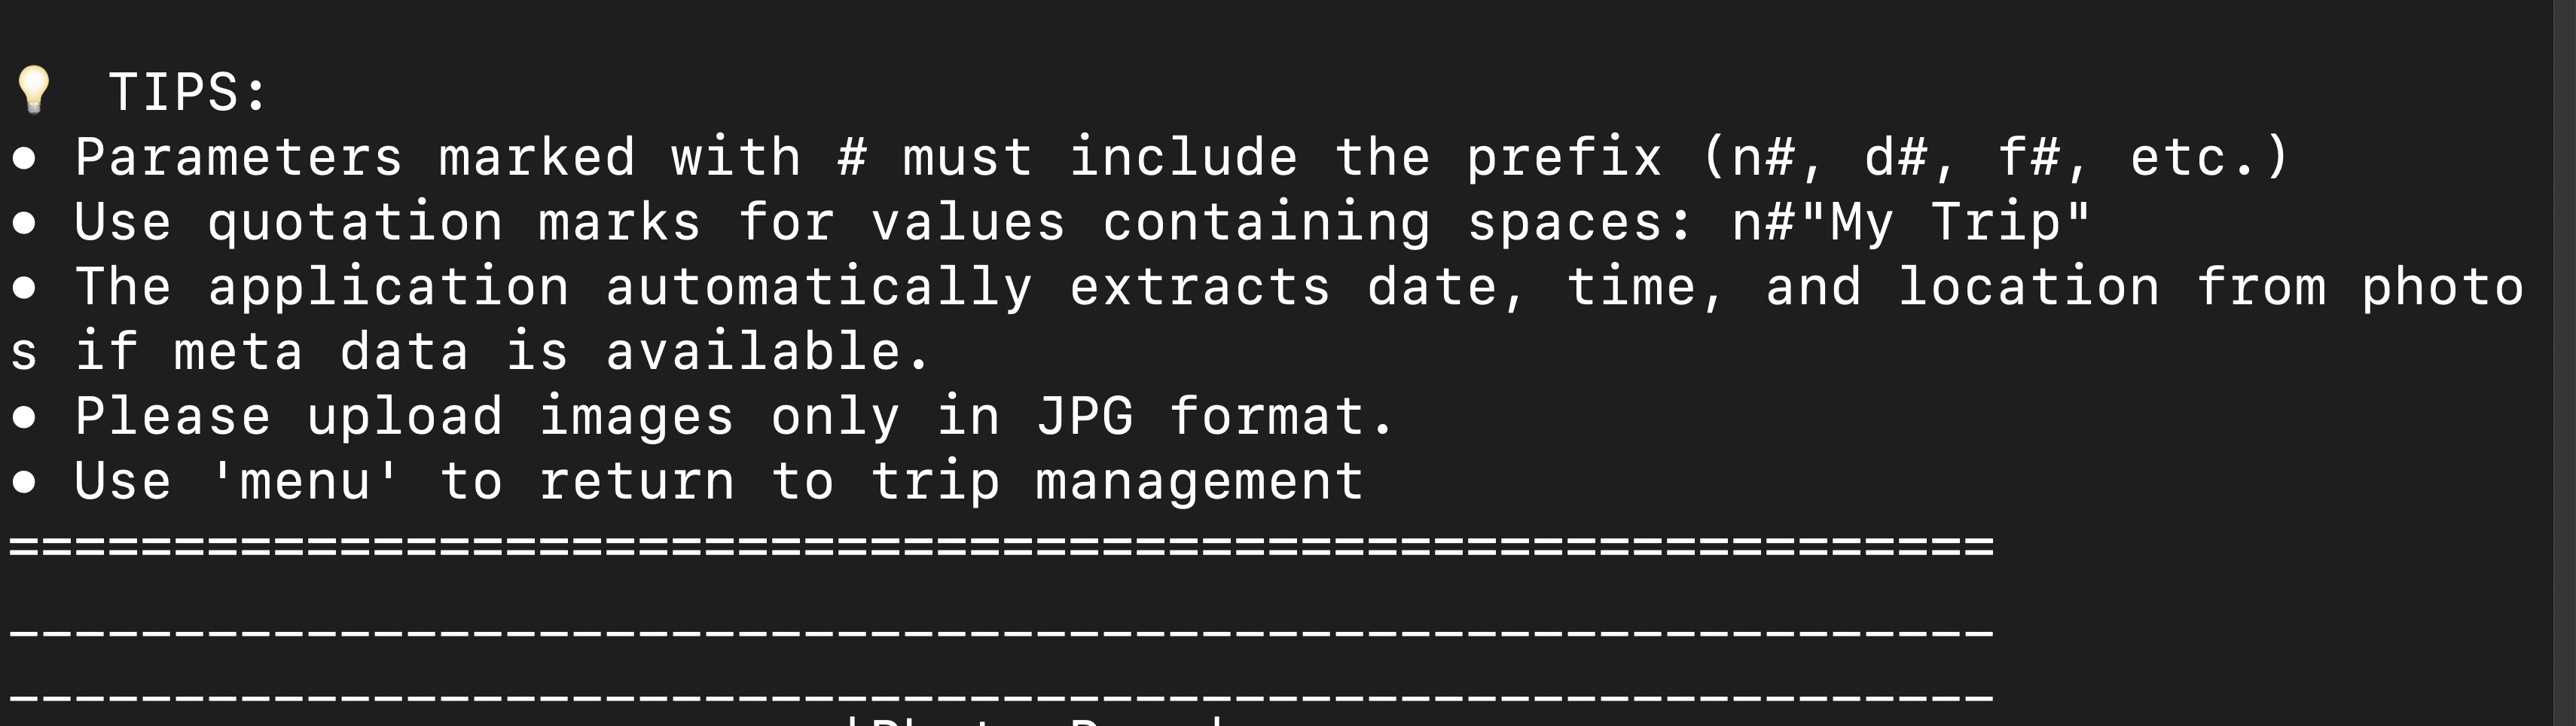 💡 TIPS:
• Parameters marked with # must include the prefix (n#, d#, f#, etc.)
• Use quotation marks for values containing spaces: n#"My Trip"
• The application automatically extracts date, time, and location from photo
s if meta data is available.
• Please upload images only in JPG format.
• Use 'menu' to return to trip management
============================================================
------------------------------------------------------------
------------------------------------------------------------